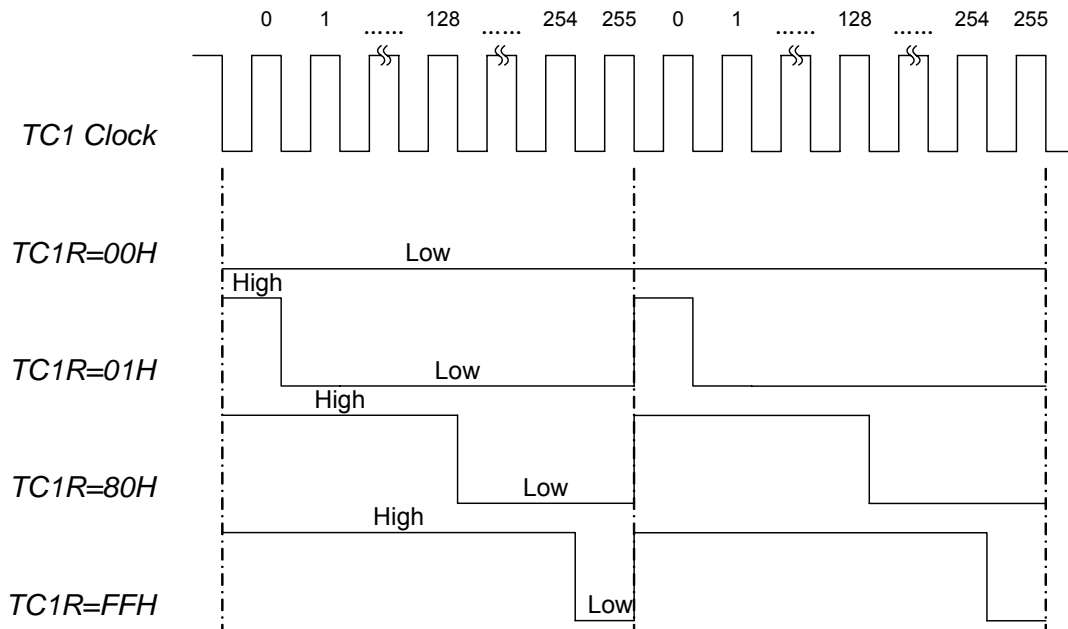 0 1 …… 128 …… 254 255 0 1 …… 128 …… 254 255
TC1 Clock
TC1R=00H
Low
High
TC1R=01H
Low
High
TC1R=80H
Low
High
TC1R=FFH
Low